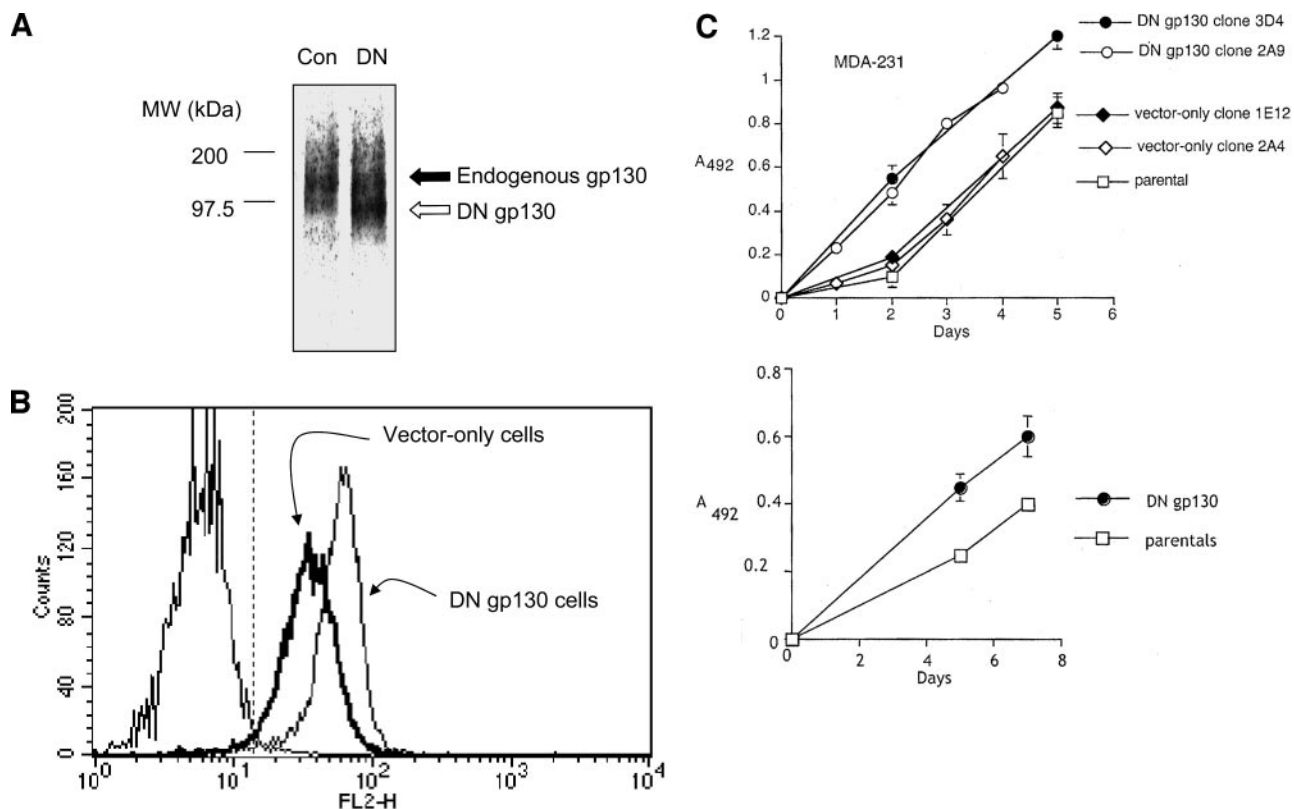 A
Con DN
MW (kDa)
200
97.5
Endogenous gp130
DN gp130
B
200
160
120
80
40
0
Counts
Vector-only cells
DN gp130 cells
10^0 10^1 10^2 10^3 10^4
FL2-H
C
MDA-231
1.2
1
0.8
0.6
0.4
0.2
0
A492
0 1 2 3 4 5 6
Days
DN gp130 clone 3D4
DN gp130 clone 2A9
vector-only clone 1E12
vector-only clone 2A4
parental
0.8
0.6
0.4
0.2
0
A492
0 2 4 6 8
Days
DN gp130
parentals